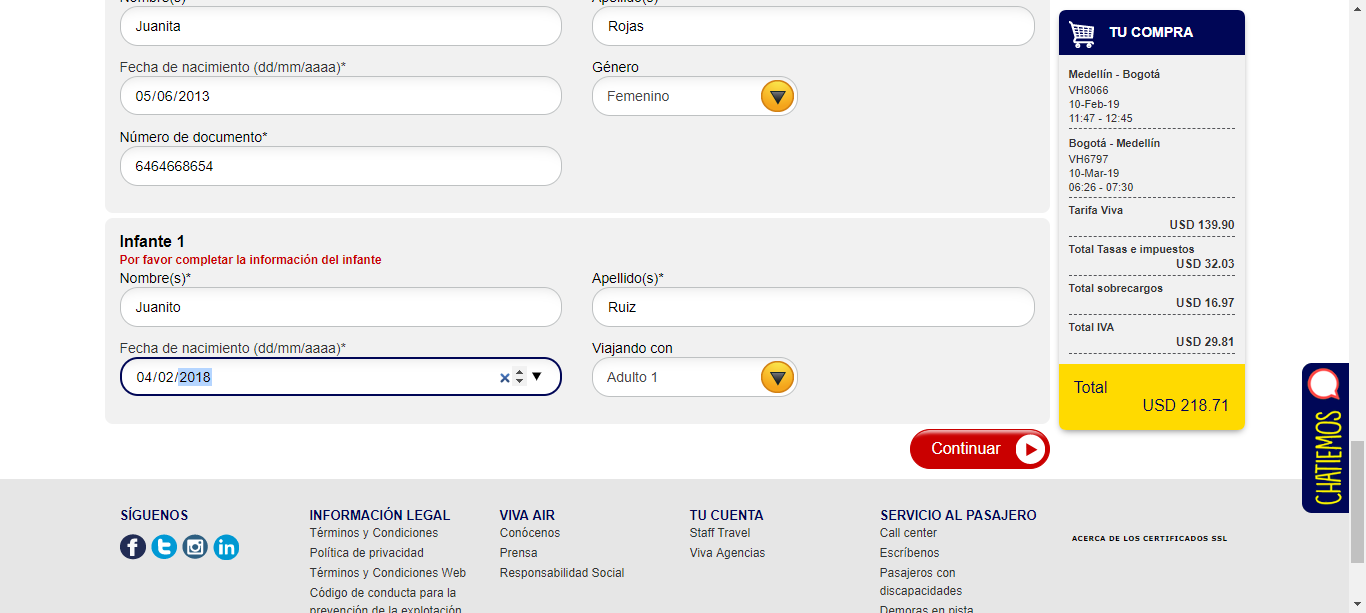 Nombre(s)*
Apellido(s)*
Juanita
Rojas
Fecha de nacimiento (dd/mm/aaaa)*
Género
05/06/2013
Femenino
Número de documento*
6464668654
Infante 1
Por favor completar la información del infante
Nombre(s)*
Apellido(s)*
Juanito
Ruiz
Fecha de nacimiento (dd/mm/aaaa)*
Viajando con
04/02/2018
Adulto 1
Continuar
TU COMPRA
Medellín - Bogotá
VH8066
10-Feb-19
11:47 - 12:45
Bogotá - Medellín
VH6797
10-Mar-19
06:26 - 07:30
Tarifa Viva
USD 139.90
Total Tasas e impuestos
USD 32.03
Total sobrecargos
USD 16.97
Total IVA
USD 29.81
Total
USD 218.71
CHATIEMOS
SÍGUENOS
INFORMACIÓN LEGAL
Términos y Condiciones
Política de privacidad
Términos y Condiciones Web
Código de conducta para la
prevención de la explotación
VIVA AIR
Conócenos
Prensa
Responsabilidad Social
TU CUENTA
Staff Travel
Viva Agencias
SERVICIO AL PASAJERO
Call center
Escríbenos
Pasajeros con
discapacidades
Demoras en pista
ACERCA DE LOS CERTIFICADOS SSL